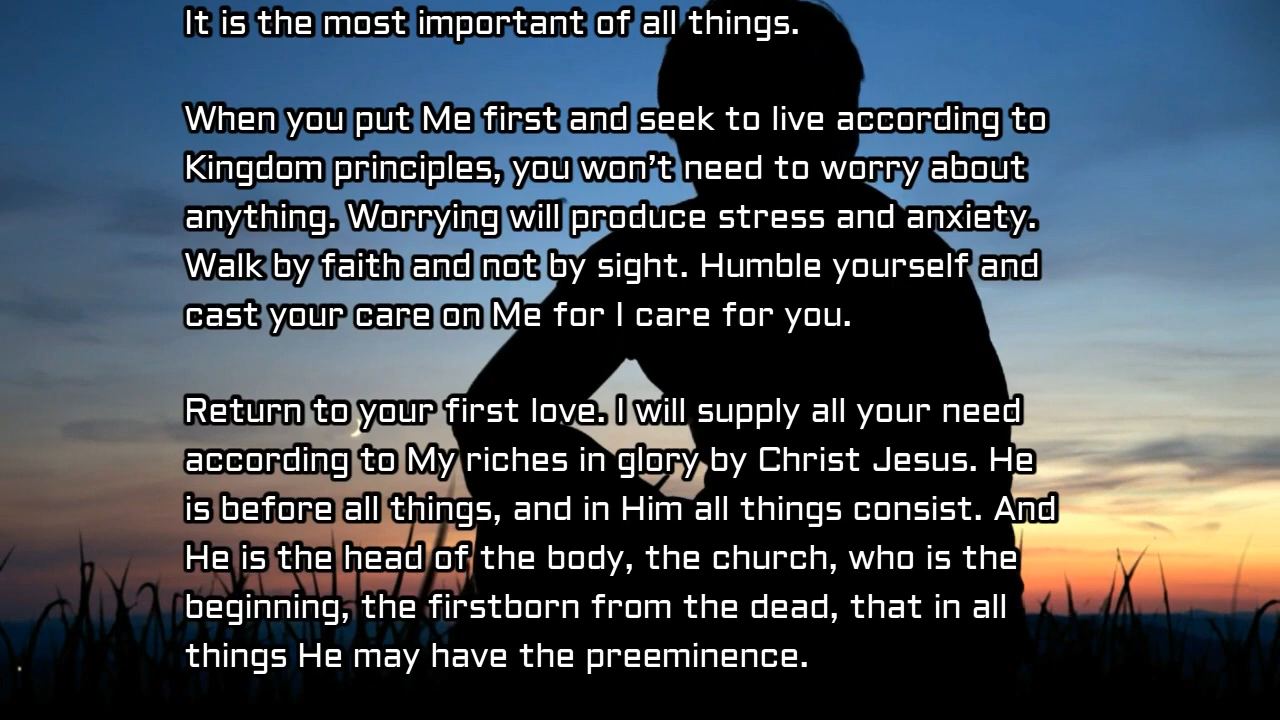 It is the most important of all things.
When you put Me first and seek to live according to
Kingdom principles, you won’t need to worry about
anything. Worrying will produce stress and anxiety.
Walk by faith and not by sight. Humble yourself and
cast your care on Me for I care for you.
Return to your first love. I will supply all your need
according to My riches in glory by Christ Jesus. He
is before all things, and in Him all things consist. And
He is the head of the body, the church, who is the
beginning, the firstborn from the dead, that in all
things He may have the preeminence.